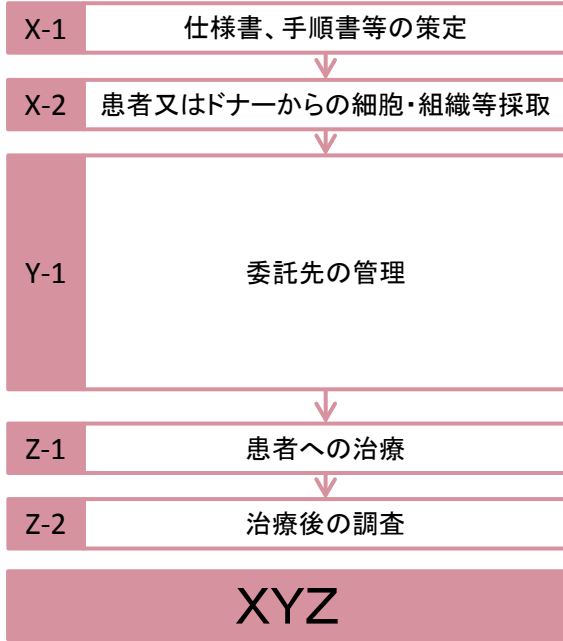 X-1 仕様書、手順書等の策定
X-2 患者又はドナーからの細胞・組織等採取
Y-1 委託先の管理
Z-1 患者への治療
Z-2 治療後の調査
XYZ